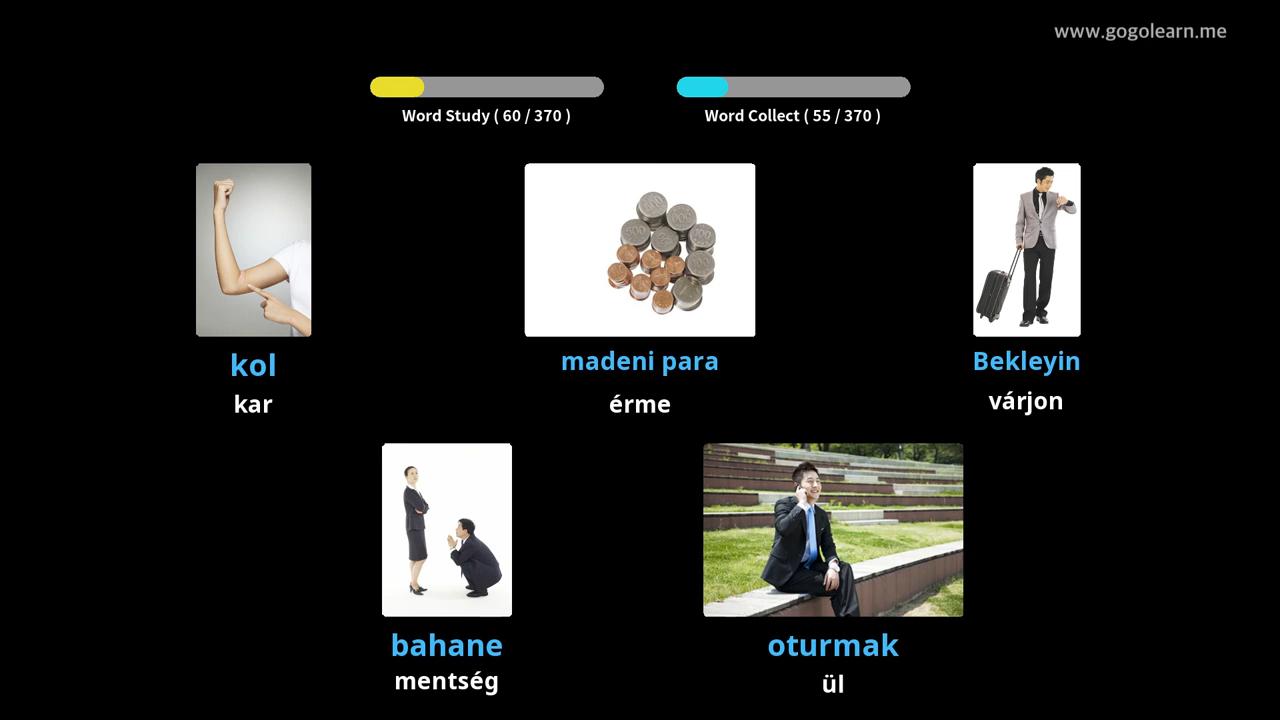 www.gogolearn.me
Word Study ( 60 / 370 )
Word Collect ( 55 / 370 )
kol
kar
madeni para
érme
Bekleyin
várjon
bahane
mentség
oturmak
ül